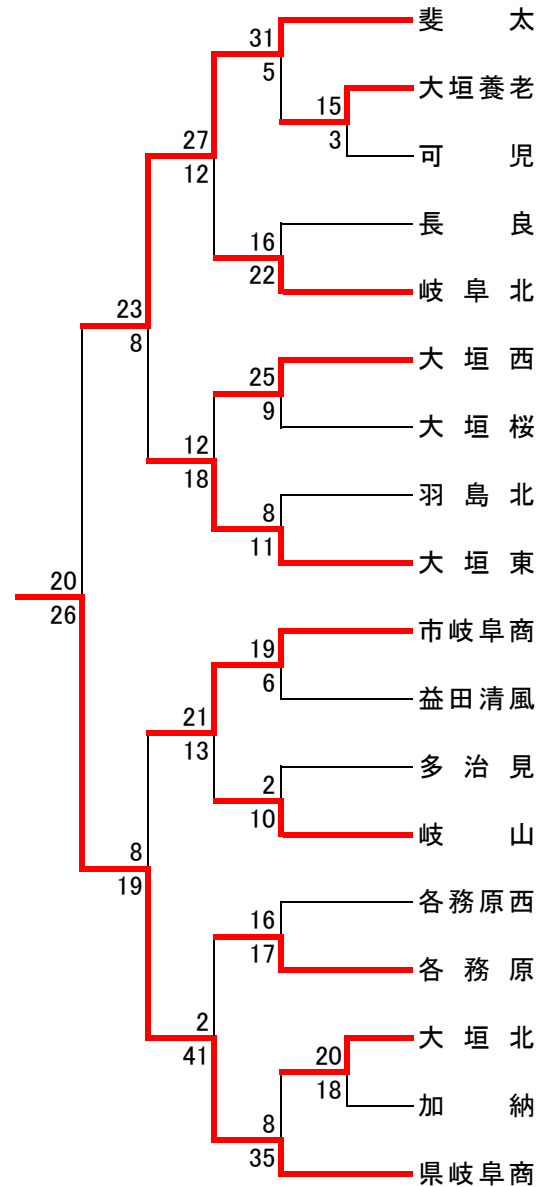 斐太
31
5
大垣養老
15
3
可児
27
12
長良
16
22
岐阜北
23
8
大垣西
25
9
大垣桜
12
18
羽島北
8
11
大垣東
20
26
市岐阜商
19
6
益田清風
21
13
多治見
2
10
岐山
8
19
各務原西
16
17
各務原
2
41
大垣北
20
18
加納
8
35
県岐阜商